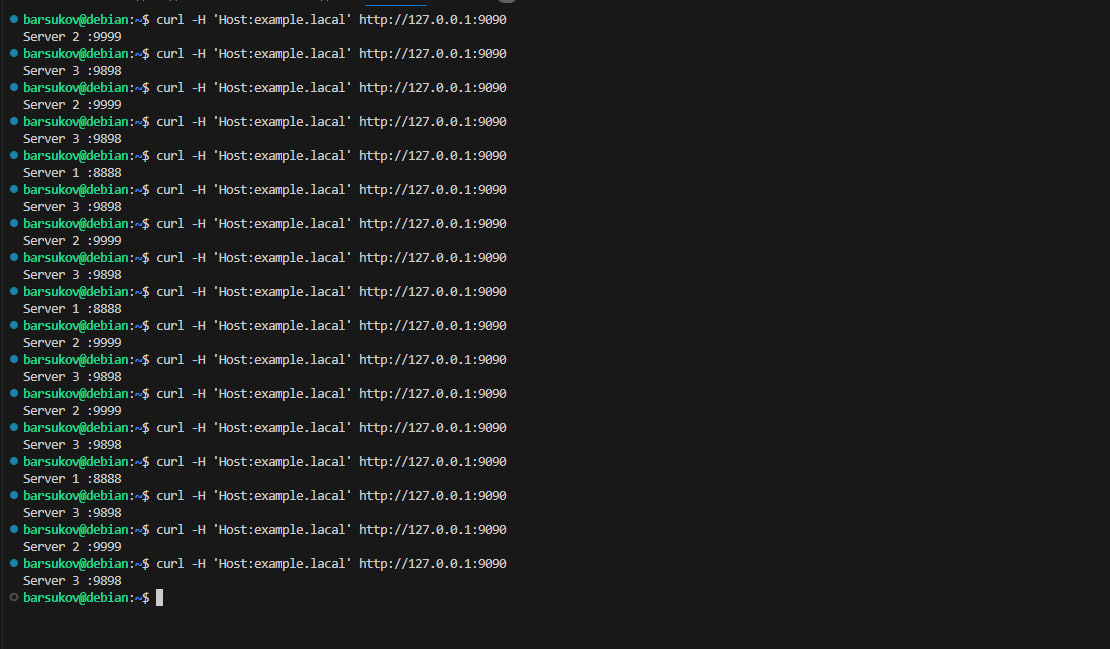 barsukov@debian:~$ curl -H 'Host:example.lacal' http://127.0.0.1:9090
Server 2 :9999
barsukov@debian:~$ curl -H 'Host:example.lacal' http://127.0.0.1:9090
Server 3 :9898
barsukov@debian:~$ curl -H 'Host:example.lacal' http://127.0.0.1:9090
Server 2 :9999
barsukov@debian:~$ curl -H 'Host:example.lacal' http://127.0.0.1:9090
Server 3 :9898
barsukov@debian:~$ curl -H 'Host:example.lacal' http://127.0.0.1:9090
Server 1 :8888
barsukov@debian:~$ curl -H 'Host:example.lacal' http://127.0.0.1:9090
Server 3 :9898
barsukov@debian:~$ curl -H 'Host:example.lacal' http://127.0.0.1:9090
Server 2 :9999
barsukov@debian:~$ curl -H 'Host:example.lacal' http://127.0.0.1:9090
Server 3 :9898
barsukov@debian:~$ curl -H 'Host:example.lacal' http://127.0.0.1:9090
Server 1 :8888
barsukov@debian:~$ curl -H 'Host:example.lacal' http://127.0.0.1:9090
Server 2 :9999
barsukov@debian:~$ curl -H 'Host:example.lacal' http://127.0.0.1:9090
Server 3 :9898
barsukov@debian:~$ curl -H 'Host:example.lacal' http://127.0.0.1:9090
Server 2 :9999
barsukov@debian:~$ curl -H 'Host:example.lacal' http://127.0.0.1:9090
Server 3 :9898
barsukov@debian:~$ curl -H 'Host:example.lacal' http://127.0.0.1:9090
Server 1 :8888
barsukov@debian:~$ curl -H 'Host:example.lacal' http://127.0.0.1:9090
Server 3 :9898
barsukov@debian:~$ curl -H 'Host:example.lacal' http://127.0.0.1:9090
Server 2 :9999
barsukov@debian:~$ curl -H 'Host:example.lacal' http://127.0.0.1:9090
Server 3 :9898
barsukov@debian:~$